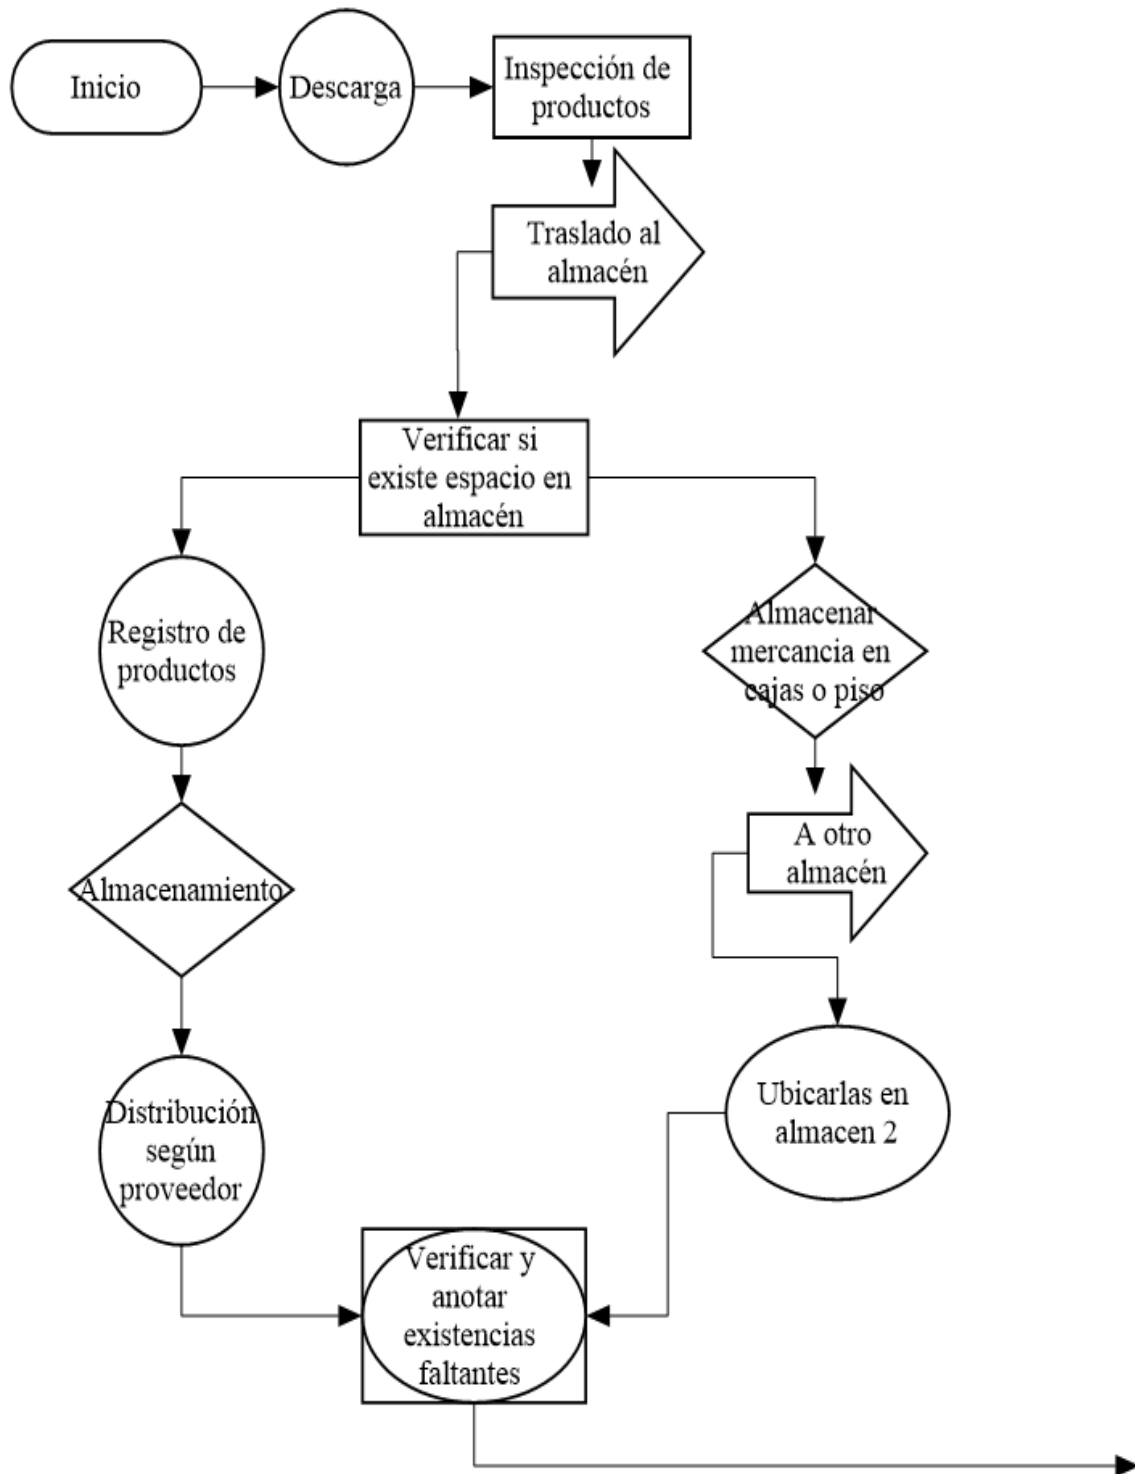 Inicio
Descarga
Inspección de
productos
Traslado al
almacén
Verificar si
existe espacio en
almacén
Registro de
productos
Almacenar
mercancia en
cajas o piso
A otro
almacén
Almacenamiento
Ubicarlas en
almacen 2
Distribución
según
proveedor
Verificar y
anotar
existencias
faltantes